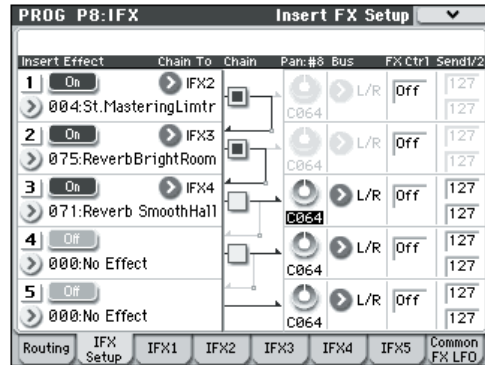 PROG P8:IFX Insert FX Setup
Insert Effect Chain To Chain Pan:#8 Bus FX Ctrl Send1/2
1 On IFX2 L/R Off 127
004:St.MasteringLimtr C064 127
2 On IFX3 L/R Off 127
075:ReverbBrightRoom C064 127
3 On IFX4 L/R Off 127
071:Reverb SmoothHall C064 127
4 Off L/R Off 127
000:No Effect C064 127
5 Off L/R Off 127
000:No Effect C064 127
Routing IFX Setup IFX1 IFX2 IFX3 IFX4 IFX5 Common FX LFO